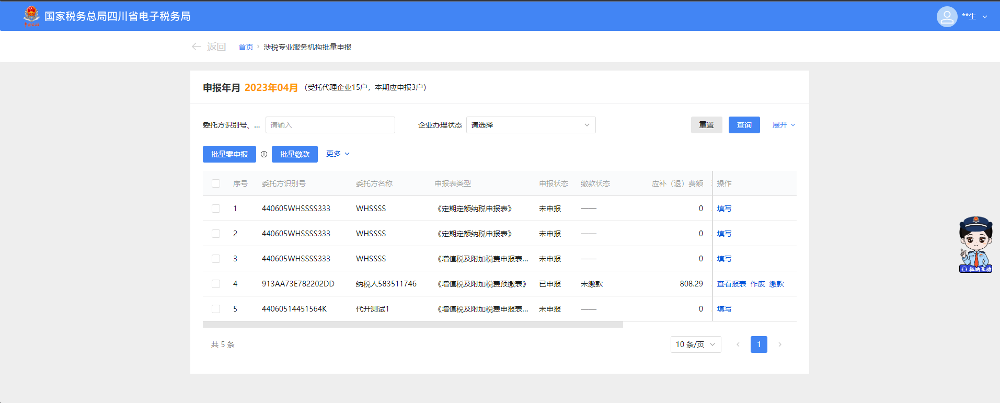 国家税务总局四川省电子税务局
**生
返回 首页 > 涉税专业服务机构批量申报
申报年月 2023年04月 （受托代理企业15户，本期应申报3户）
委托方识别号、... 请输入 企业办理状态 请选择 重置 查询 展开
批量零申报 批量缴款 更多
序号 委托方识别号 委托方名称 申报表类型 申报状态 缴款状态 应补（退）费额 操作
1 440605WHSSSS333 WHSSSS 《定期定额纳税申报表》 未申报 —— 0 填写
2 440605WHSSSS333 WHSSSS 《定期定额纳税申报表》 未申报 —— 0 填写
3 440605WHSSSS333 WHSSSS 《增值税及附加税费申报表... 未申报 —— 0 填写
4 913AA73E782202DD 纳税人583511746 《增值税及附加税费预缴表》 已申报 未缴款 808.29 查看报表 作废 缴款
5 44060514451564K 代开测试1 《增值税及附加税费申报表... 未申报 —— 0 填写
征纳互动
共 5 条 10 条/页 < 1 >